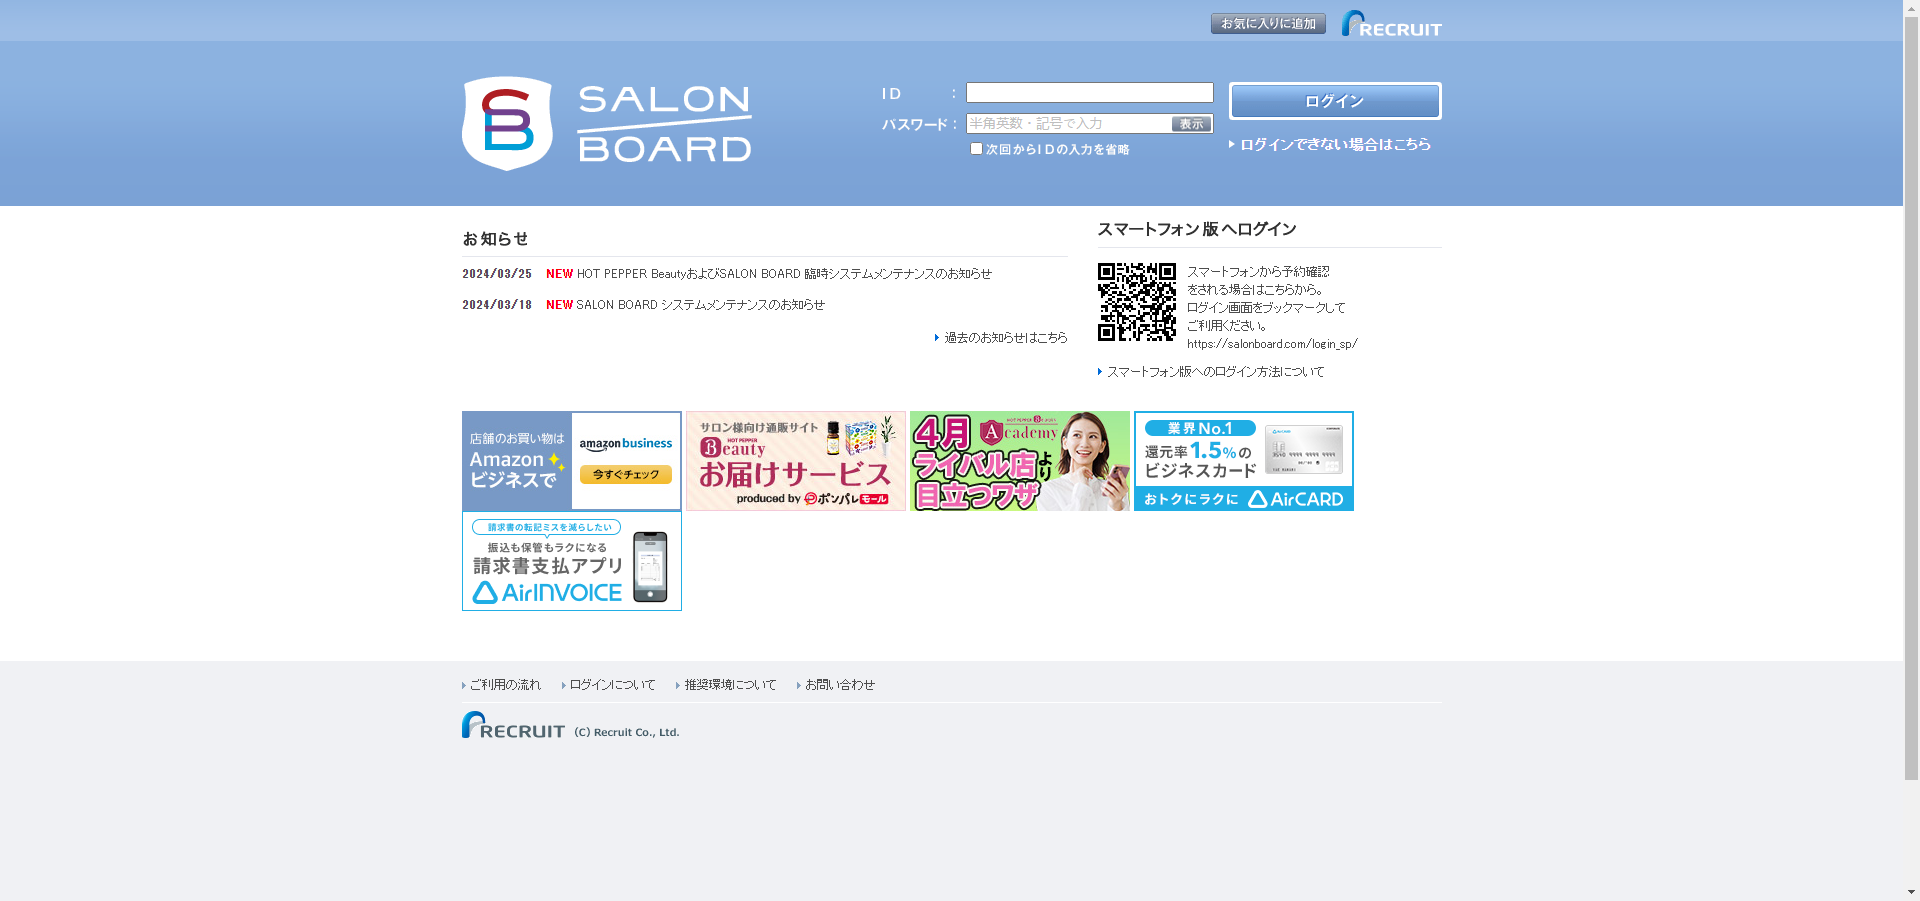 お気に入りに追加
RECRUIT
SALON
BOARD
ID :
ログイン
パスワード : 半角英数・記号で入力 表示
次回からIDの入力を省略
ログインできない場合はこちら
お知らせ
2024/03/25 NEW HOT PEPPER BeautyおよびSALON BOARD 臨時システムメンテナンスのお知らせ
2024/03/18 NEW SALON BOARD システムメンテナンスのお知らせ
過去のお知らせはこちら
スマートフォン版へログイン
スマートフォンから予約確認
をされる場合はこちらから。
ログイン画面をブックマークして
ご利用ください。
https://salonboard.com/login_sp/
スマートフォン版へのログイン方法について
店舗のお買い物は
Amazon
ビジネスで
amazon business
今すぐチェック
サロン様向け通販サイト
HOT PEPPER
Beauty
お届けサービス
produced by ポンパレモール
HOT PEPPER Beauty
Academy
4月
ライバル店より
目立つワザ
業界No.1
還元率1.5%の
ビジネスカード
おトクにラクに AirCARD
請求書の転記ミスを減らしたい
振込も保管もラクになる
請求書支払アプリ
AirINVOICE
ご利用の流れ
ログインについて
推奨環境について
お問い合わせ
RECRUIT (C) Recruit Co., Ltd.